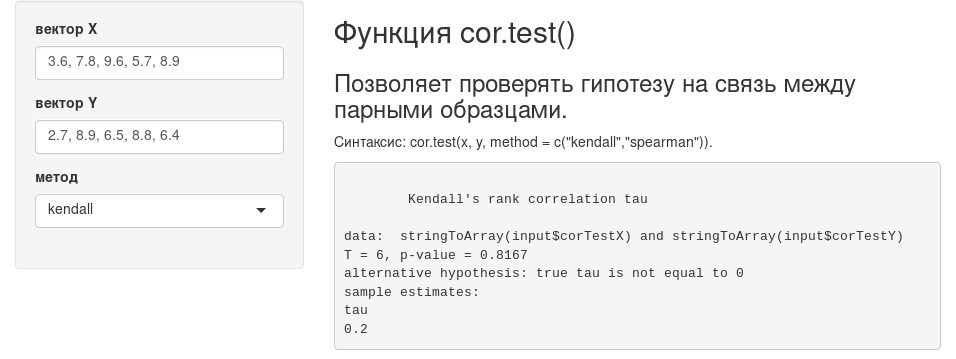 вектор X
3.6, 7.8, 9.6, 5.7, 8.9
вектор Y
2.7, 8.9, 6.5, 8.8, 6.4
метод
kendall
Функция cor.test()
Позволяет проверять гипотезу на связь между
парными образцами.
Синтаксис: cor.test(x, y, method = c("kendall","spearman")).
Kendall's rank correlation tau
data:  stringToArray(input$corTestX) and stringToArray(input$corTestY)
T = 6, p-value = 0.8167
alternative hypothesis: true tau is not equal to 0
sample estimates:
tau
0.2